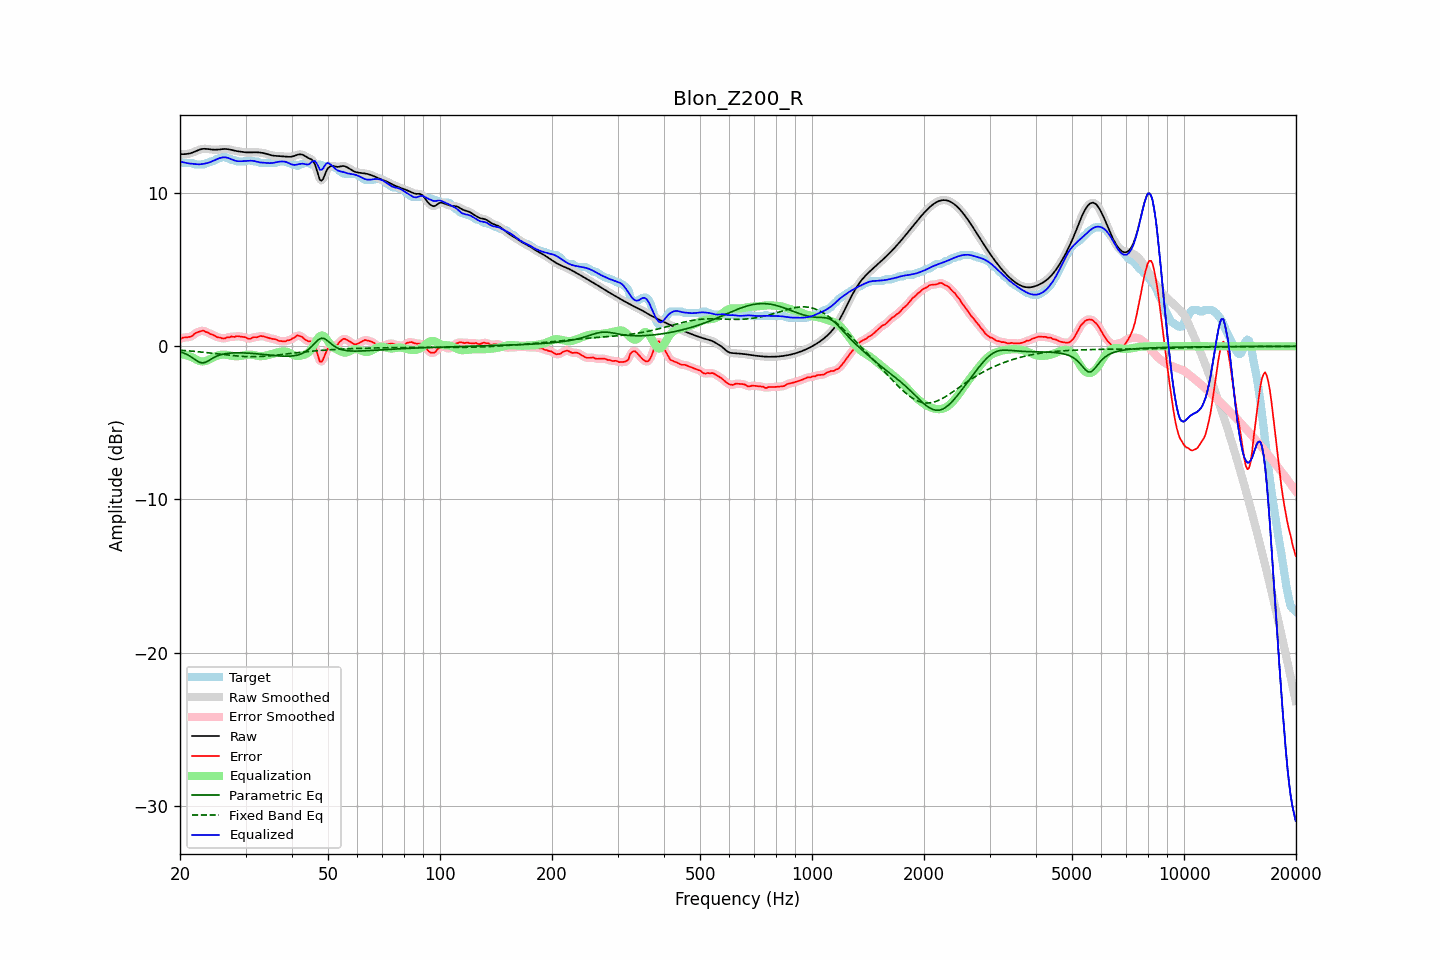 Blon_Z200_R
Amplitude (dBr)
10
0
−10
−20
−30
Target
Raw Smoothed
Error Smoothed
Raw
Error
Equalization
Parametric Eq
Fixed Band Eq
Equalized
20 50 100 200 500 1000 2000 5000 10000 20000
Frequency (Hz)